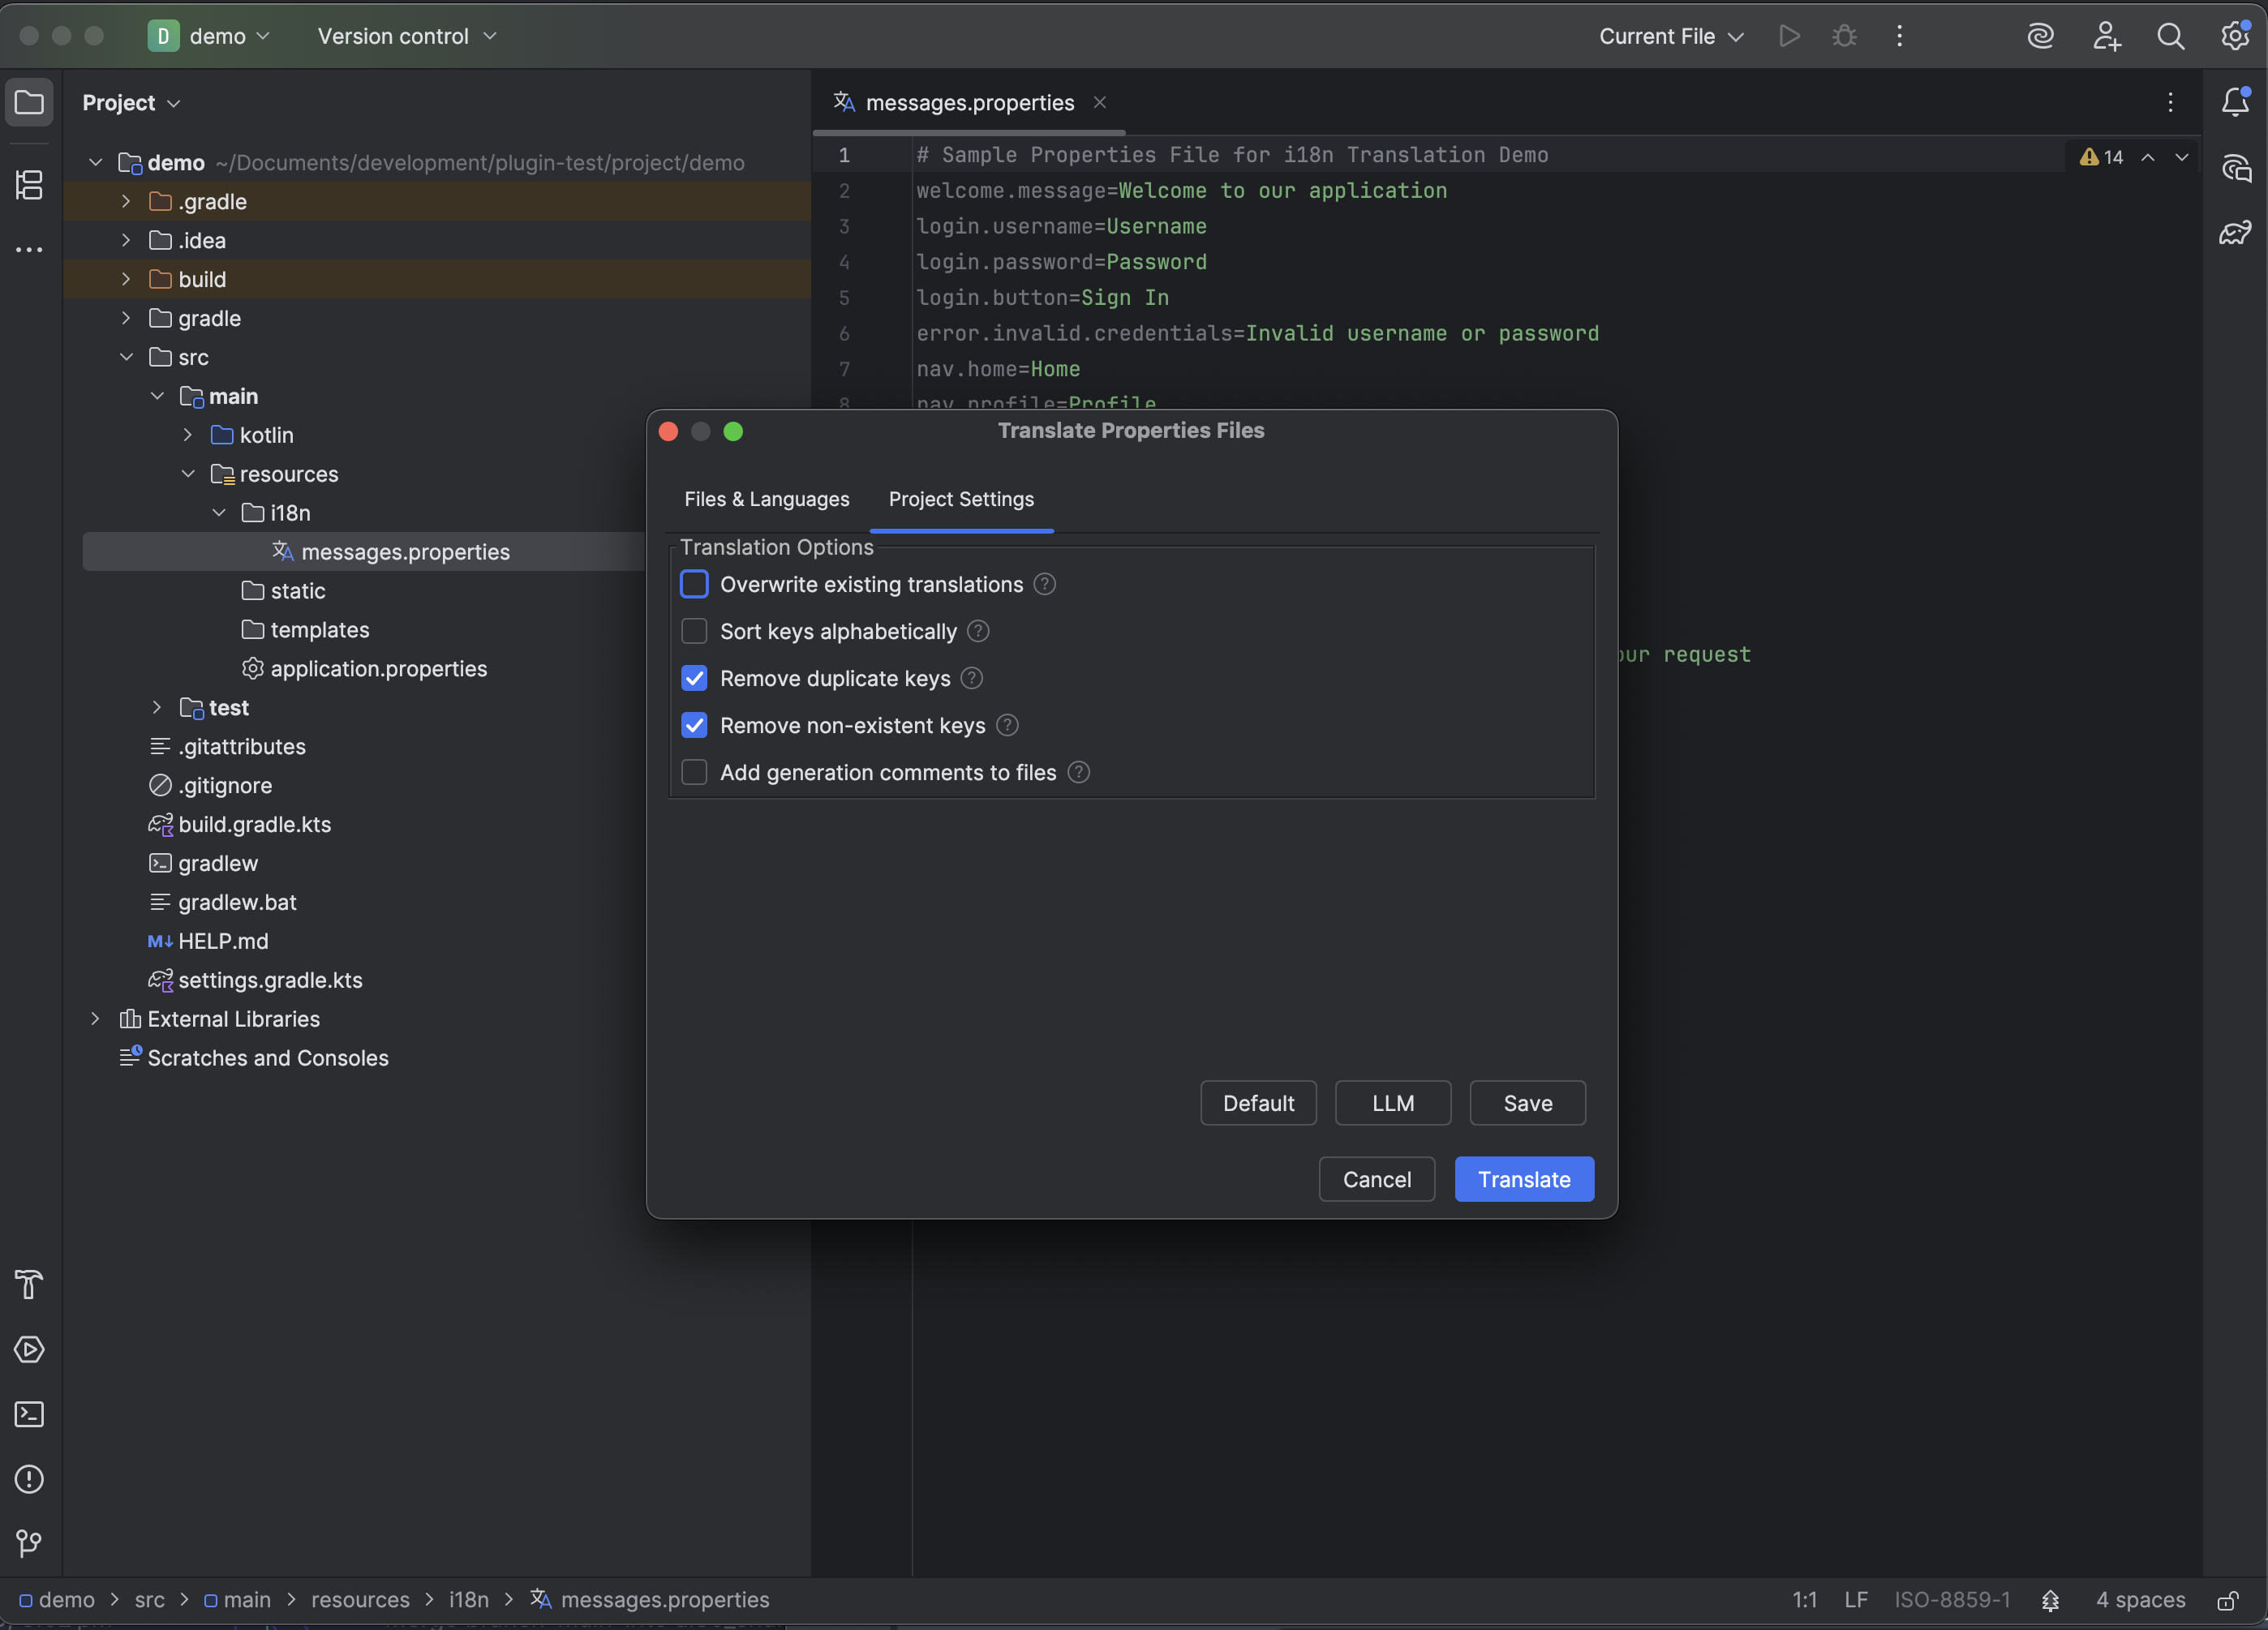 D demo Version control Current File
Project
messages.properties
demo ~/Documents/development/plugin-test/project/demo
.gradle
.idea
build
gradle
src
main
kotlin
resources
i18n
messages.properties
static
templates
application.properties
test
.gitattributes
.gitignore
build.gradle.kts
gradlew
gradlew.bat
M↓ HELP.md
settings.gradle.kts
External Libraries
Scratches and Consoles
1 # Sample Properties File for i18n Translation Demo 14
2 welcome.message=Welcome to our application
3 login.username=Username
4 login.password=Password
5 login.button=Sign In
6 error.invalid.credentials=Invalid username or password
7 nav.home=Home
8 nav.profile=Profile
our request
Translate Properties Files
Files & Languages Project Settings
Translation Options
Overwrite existing translations ?
Sort keys alphabetically ?
Remove duplicate keys ?
Remove non-existent keys ?
Add generation comments to files ?
Default LLM Save
Cancel Translate
demo > src > main > resources > i18n > messages.properties 1:1 LF ISO-8859-1 4 spaces